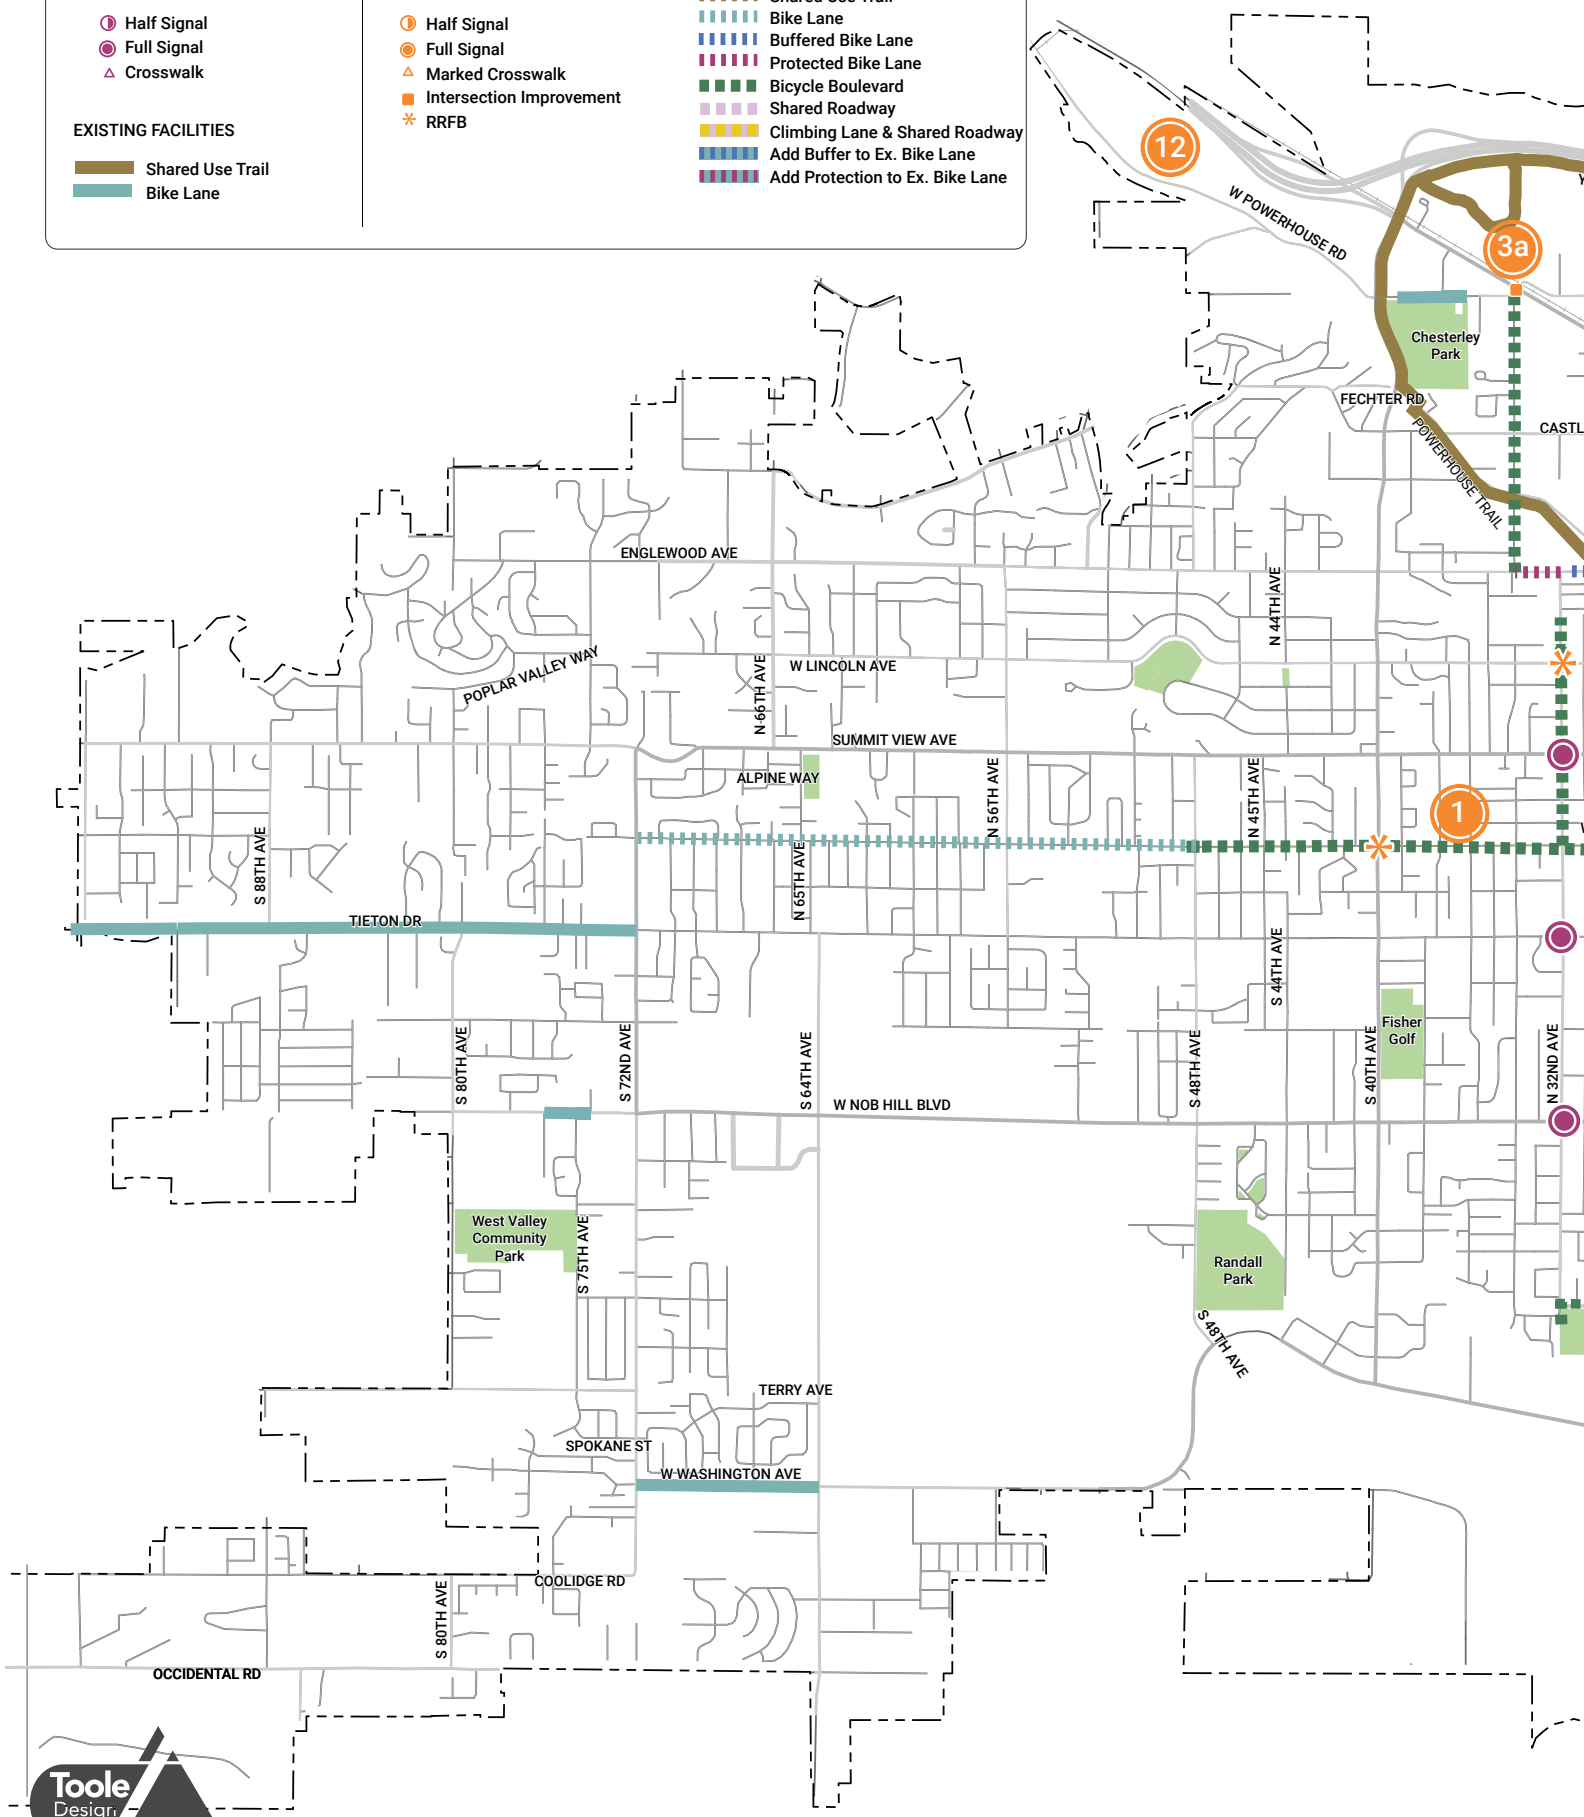 Half Signal
Full Signal
Crosswalk
EXISTING FACILITIES
Shared Use Trail
Bike Lane
Half Signal
Full Signal
Marked Crosswalk
Intersection Improvement
RRFB
Shared Use Trail
Bike Lane
Buffered Bike Lane
Protected Bike Lane
Bicycle Boulevard
Shared Roadway
Climbing Lane & Shared Roadway
Add Buffer to Ex. Bike Lane
Add Protection to Ex. Bike Lane
12
W POWERHOUSE RD
3a
Chesterley
Park
FECHTER RD
CASTL
POWERHOUSE TRAIL
ENGLEWOOD AVE
N 44TH AVE
POPLAR VALLEY WAY
N 66TH AVE
W LINCOLN AVE
SUMMIT VIEW AVE
ALPINE WAY
N 56TH AVE
N 45TH AVE
1
S 88TH AVE
N 65TH AVE
TIETON DR
S 44TH AVE
Fisher
Golf
S 80TH AVE
S 72ND AVE
S 64TH AVE
S 48TH AVE
S 40TH AVE
N 32ND AVE
W NOB HILL BLVD
West Valley
Community
Park
S 75TH AVE
Randall
Park
S 48TH AVE
TERRY AVE
SPOKANE ST
W WASHINGTON AVE
COOLIDGE RD
S 80TH AVE
OCCIDENTAL RD
Toole
Design